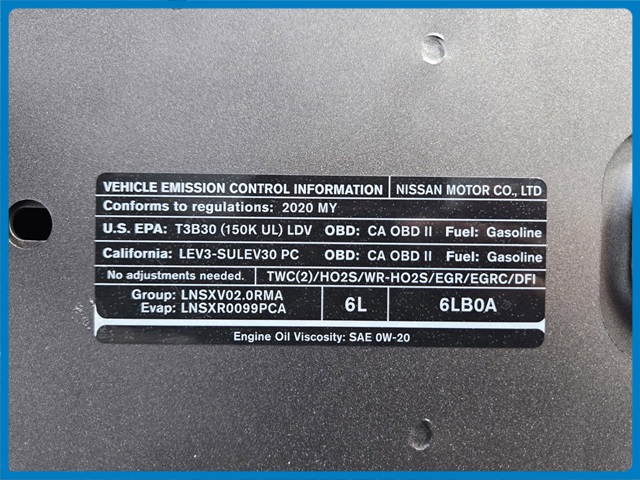 VEHICLE EMISSION CONTROL INFORMATION NISSAN MOTOR CO., LTD
Conforms to regulations: 2020 MY
U.S. EPA: T3B30 (150K UL) LDV OBD: CA OBD II Fuel: Gasoline
California: LEV3-SULEV30 PC OBD: CA OBD II Fuel: Gasoline
No adjustments needed. TWC(2)/HO2S/WR-HO2S/EGR/EGRC/DFI
Group: LNSXV02.0RMA
Evap: LNSXR0099PCA
6L 6LB0A
Engine Oil Viscosity: SAE 0W-20